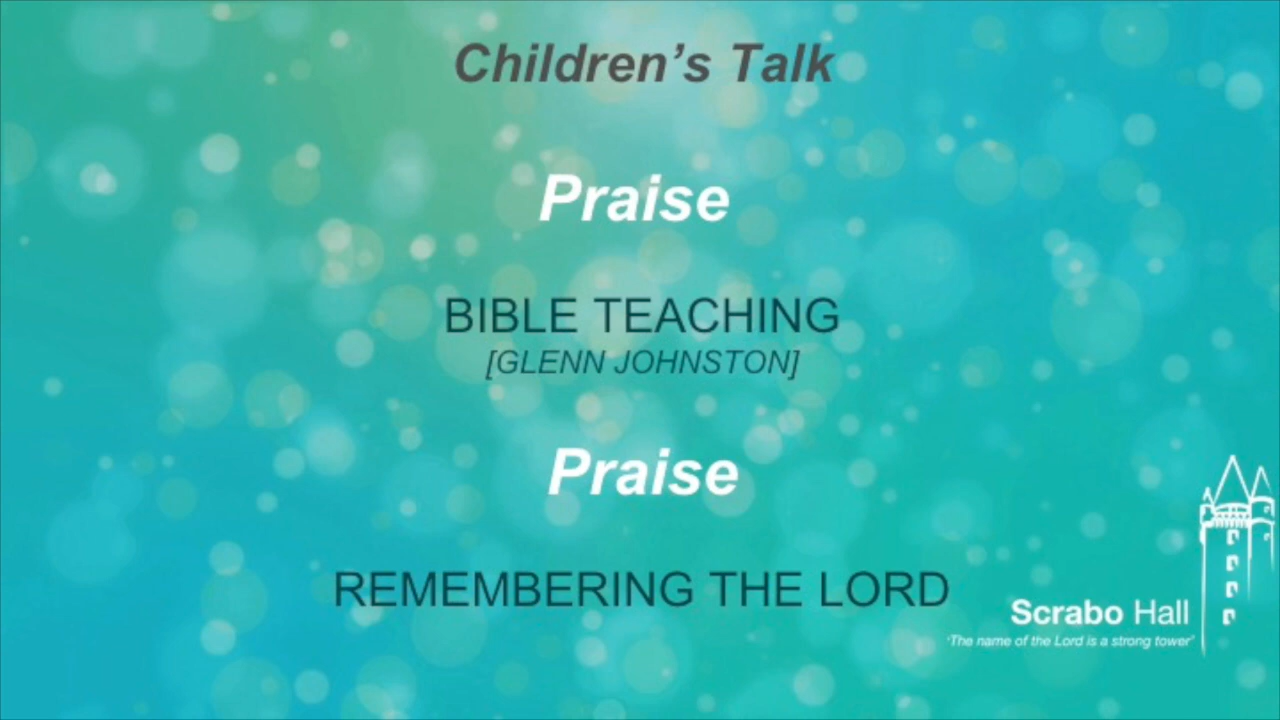 Children’s Talk
Praise
BIBLE TEACHING
[GLENN JOHNSTON]
Praise
REMEMBERING THE LORD
Scrabo Hall
‘The name of the Lord is a strong tower’